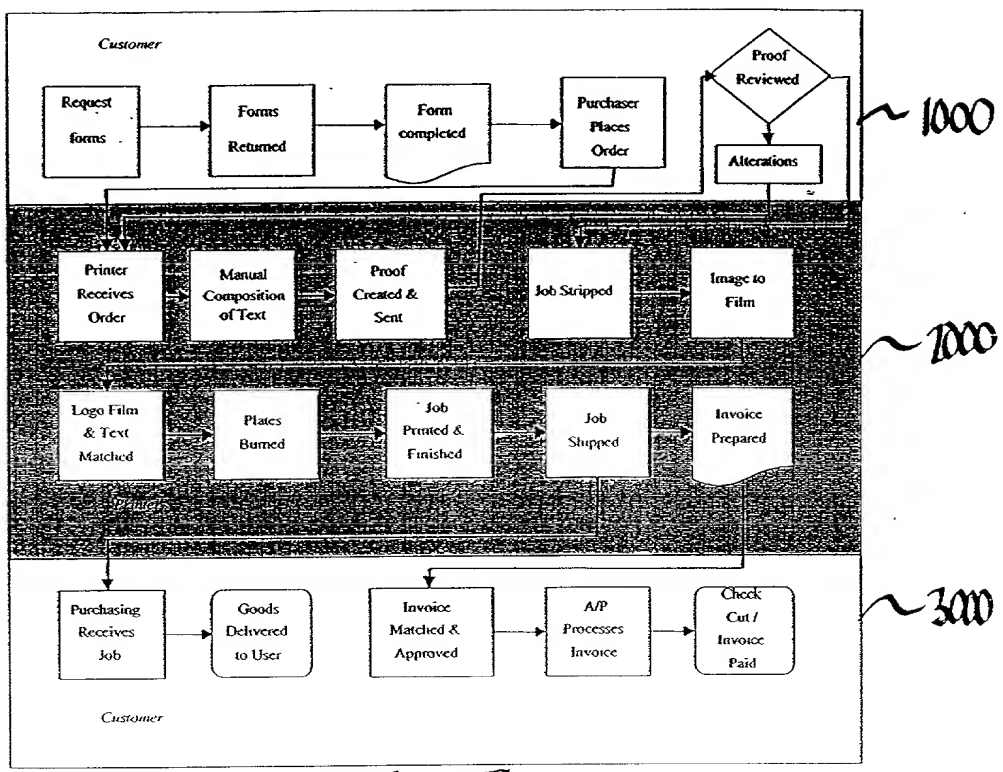 Customer
Request
forms
Forms
Returned
Form
completed
Purchaser
Places
Order
Proof
Reviewed
Alterations
1000
Printer
Receives
Order
Manual
Composition
of Text
Proof
Created &
Sent
Job Stripped
Image to
Film
2000
Logo Film
& Text
Matched
Plates
Burned
Job
Printed &
Finished
Job
Shipped
Invoice
Prepared
Printer
Purchasing
Receives
Job
Goods
Delivered
to User
Invoice
Matched &
Approved
A/P
Processes
Invoice
Check
Cut /
Invoice
Paid
3000
Customer